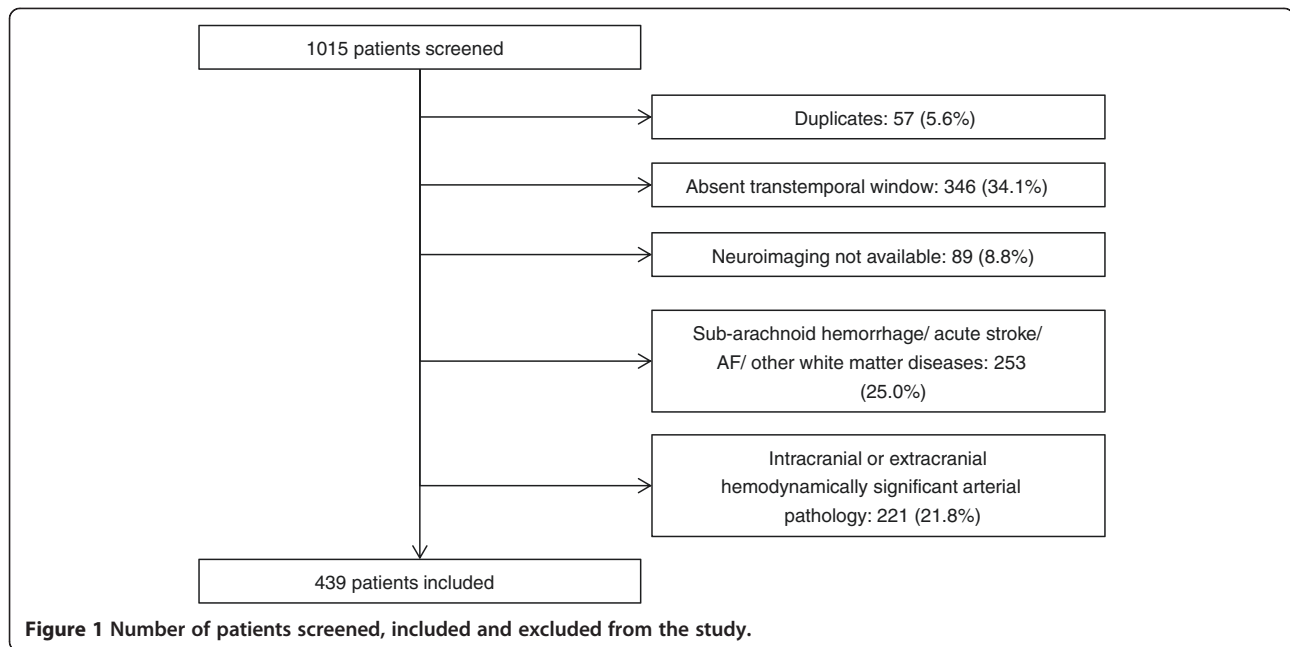 1015 patients screened
Duplicates: 57 (5.6%)
Absent transtemporal window: 346 (34.1%)
Neuroimaging not available: 89 (8.8%)
Sub-arachnoid hemorrhage/ acute stroke/
AF/ other white matter diseases: 253
(25.0%)
Intracranial or extracranial
hemodynamically significant arterial
pathology: 221 (21.8%)
439 patients included
Figure 1 Number of patients screened, included and excluded from the study.